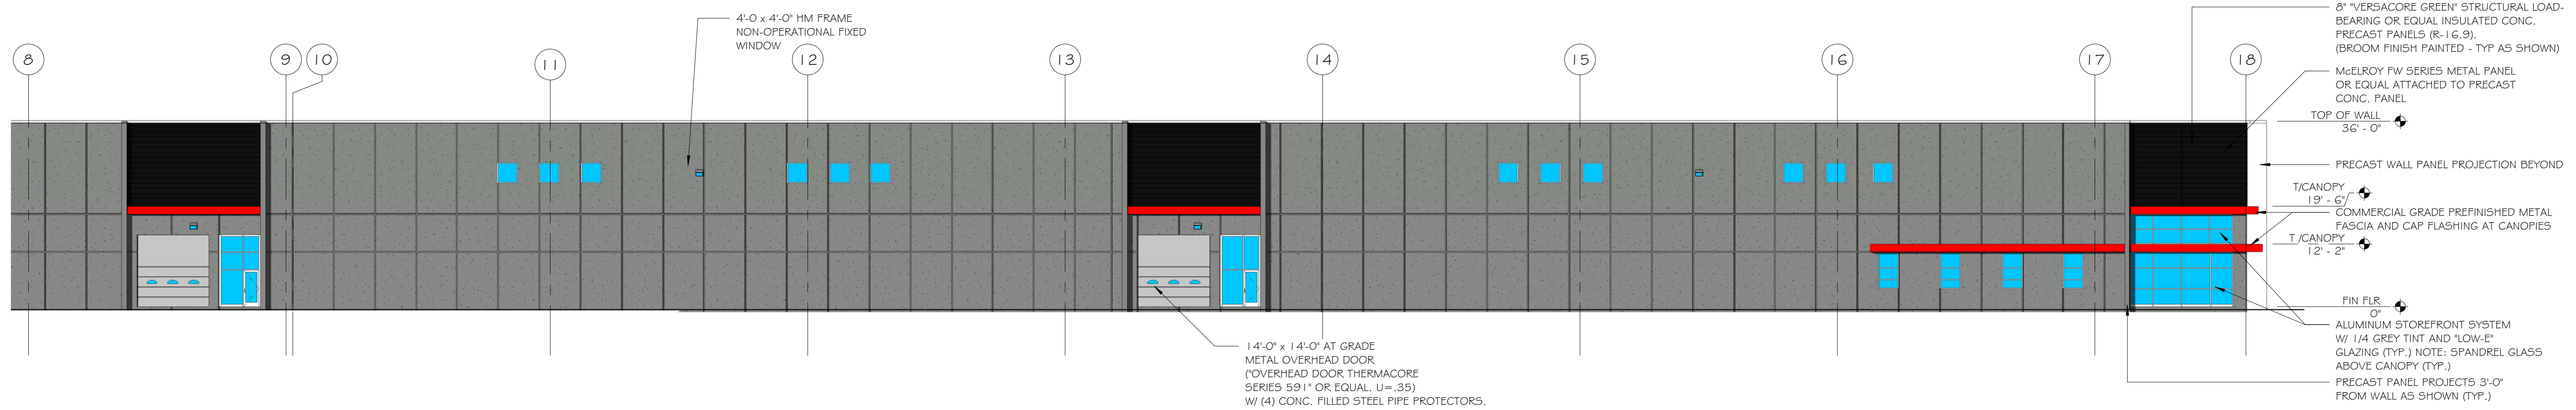 8
9
10
11
12
13
14
15
16
17
18
4'-0 x 4'-0" HM FRAME
NON-OPERATIONAL FIXED
WINDOW
8" "VERSACORE GREEN" STRUCTURAL LOAD-
BEARING OR EQUAL INSULATED CONC.
PRECAST PANELS (R-16.9).
(BROOM FINISH PAINTED - TYP AS SHOWN)
McELROY FW SERIES METAL PANEL
OR EQUAL ATTACHED TO PRECAST
CONC. PANEL
TOP OF WALL
36' - 0"
PRECAST WALL PANEL PROJECTION BEYOND
T/CANOPY
19' - 6"
COMMERCIAL GRADE PREFINISHED METAL
FASCIA AND CAP FLASHING AT CANOPIES
T /CANOPY
12' - 2"
FIN FLR
0"
ALUMINUM STOREFRONT SYSTEM
W/ 1/4 GREY TINT AND "LOW-E"
GLAZING (TYP.) NOTE: SPANDREL GLASS
ABOVE CANOPY (TYP.)
PRECAST PANEL PROJECTS 3'-0"
FROM WALL AS SHOWN (TYP.)
14'-0" x 14'-0" AT GRADE
METAL OVERHEAD DOOR
("OVERHEAD DOOR THERMACORE
SERIES 591" OR EQUAL. U=.35)
W/ (4) CONC. FILLED STEEL PIPE PROTECTORS.